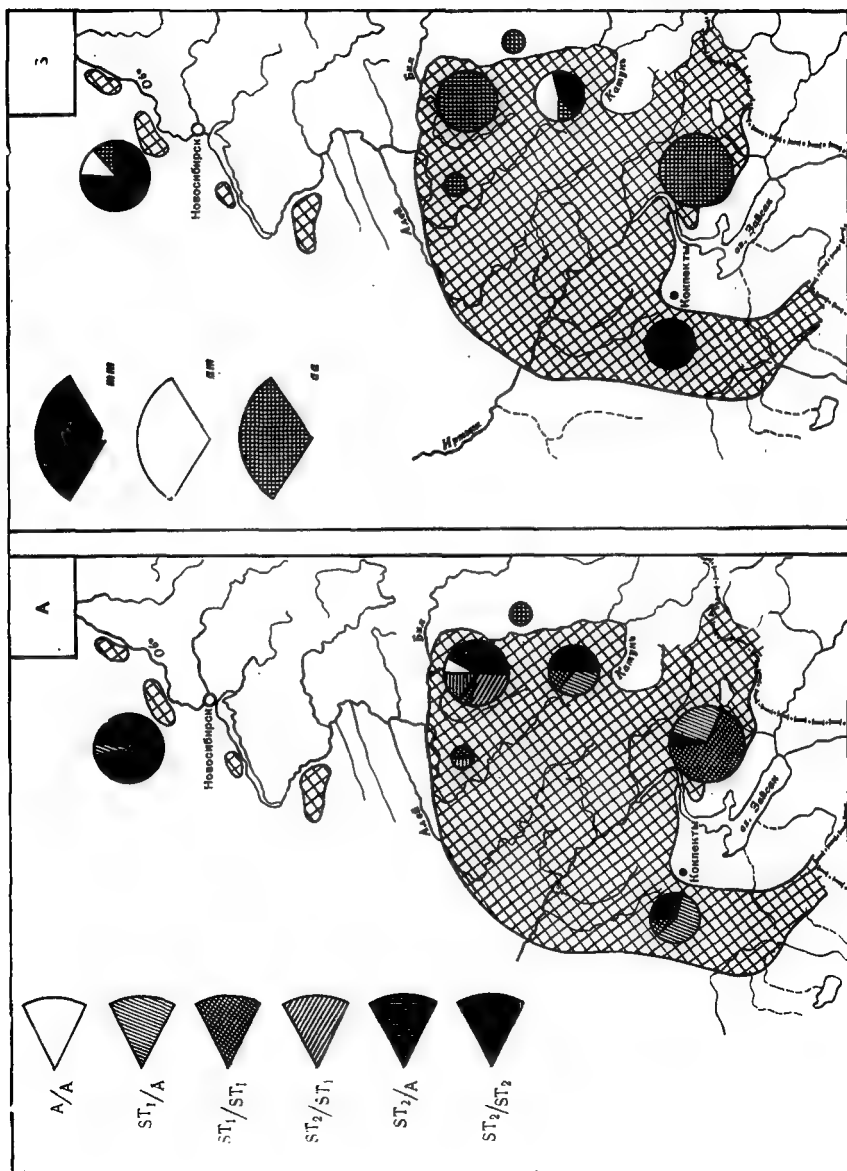 A
A/A
ST₁/A
ST₁/ST₁
ST₂/ST₁
ST₂/A
ST₂/ST₂
Обь
Новосибирск
Алей
Бия
Катунь
Кокпекты
оз. Зайсан
З
mm
am
aa
Обь
Новосибирск
Алей
Бия
Катунь
Иртыш
Кокпекты
оз. Зайсан